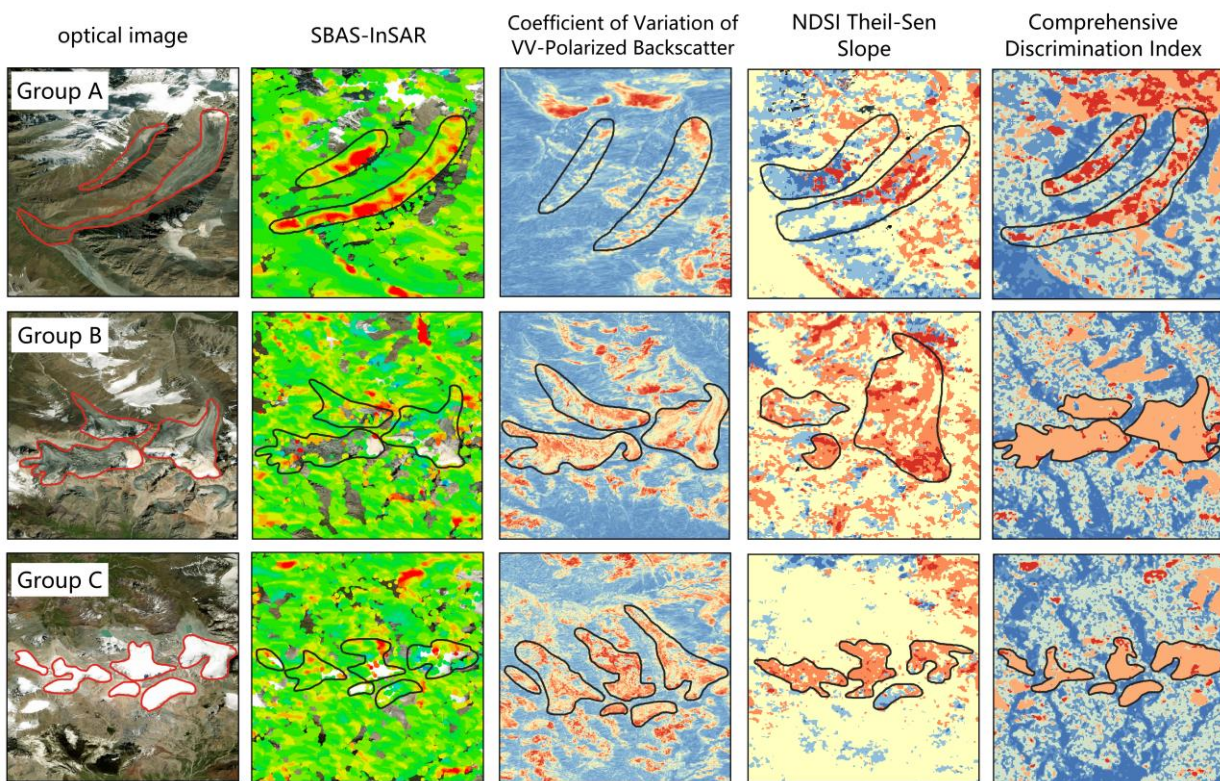 optical image
SBAS-InSAR
Coefficient of Variation of
VV-Polarized Backscatter
NDSI Theil-Sen
Slope
Comprehensive
Discrimination Index
Group A
Group B
Group C